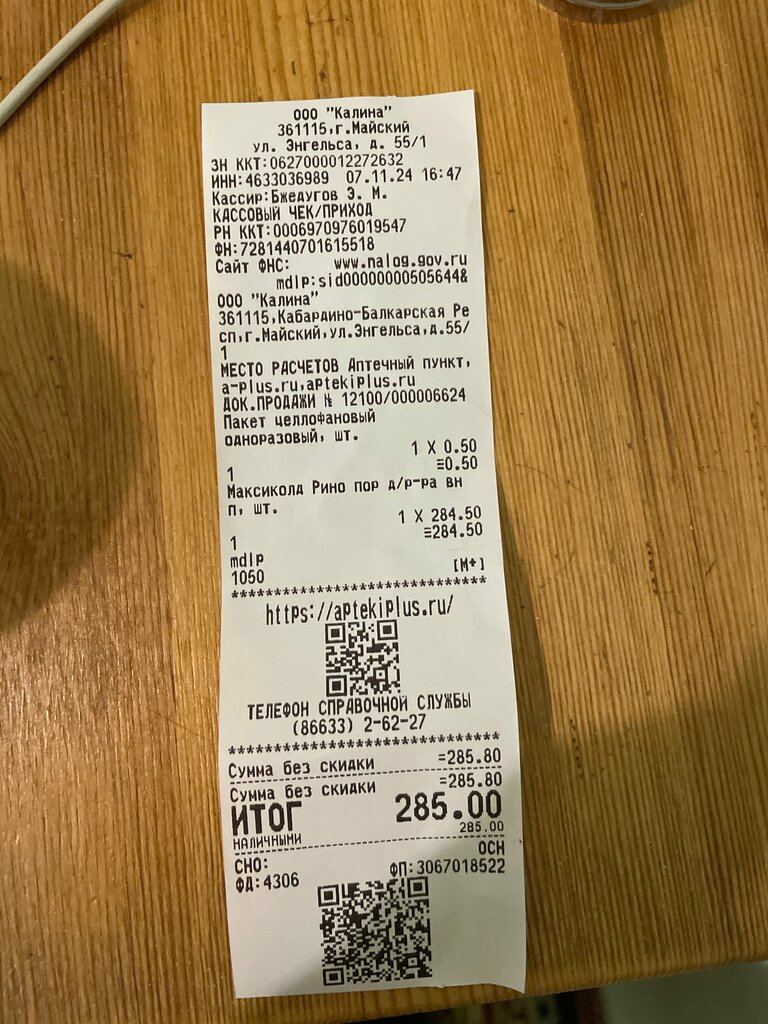 ООО "Калина"
361115,г.Майский
ул. Энгельса, д. 55/1
ЗН ККТ:0627000012272632
ИНН:4633036989 07.11.24 16:47
Кассир:Бжедугов Э. М.
КАССОВЫЙ ЧЕК/ПРИХОД
РН ККТ:0006970976019547
ФН:7281440701615518
Сайт ФНС: www.nalog.gov.ru
mdlp:sid00000000505644&
ООО "Калина"
361115,Кабардино-Балкарская Ре
сп,г.Майский,ул.Энгельса,д.55/
1
МЕСТО РАСЧЕТОВ Аптечный пункт,
a-plus.ru,aptekiplus.ru
ДОК.ПРОДАЖИ № 12100/000006624
Пакет целлофановый
одноразовый, шт.
1 X 0.50
1 ≡0.50
Максиколд Рино пор д/р-ра вн
п, шт.
1 X 284.50
1 ≡284.50
mdlp
1050 [М+]
******************************
https://aptekiplus.ru/
ТЕЛЕФОН СПРАВОЧНОЙ СЛУЖБЫ
(86633) 2-62-27
******************************
Сумма без скидки =285.80
Сумма без скидки =285.80
ИТОГ 285.00
НАЛИЧНЫМИ 285.00
СНО: ОСН
ФД:4306 ФП:3067018522